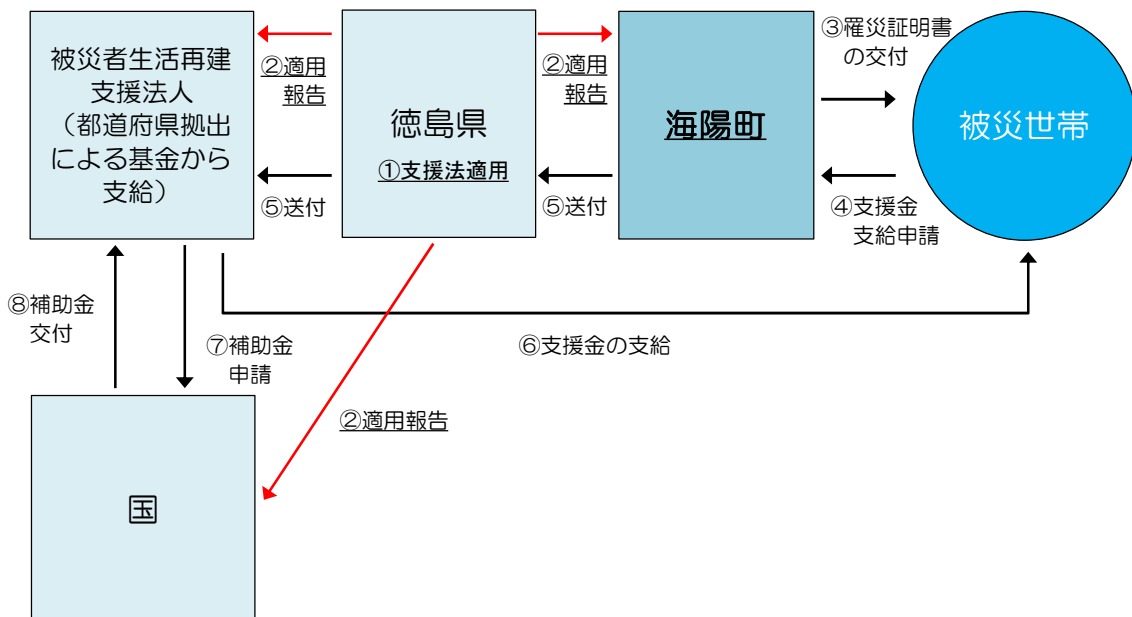 被災者生活再建
支援法人
（都道府県拠出
による基金から
支給）
②適用
報告
徳島県
①支援法適用
②適用
報告
海陽町
③罹災証明書
の交付
被災世帯
⑤送付
⑤送付
④支援金
支給申請
⑧補助金
交付
⑦補助金
申請
⑥支援金の支給
②適用報告
国